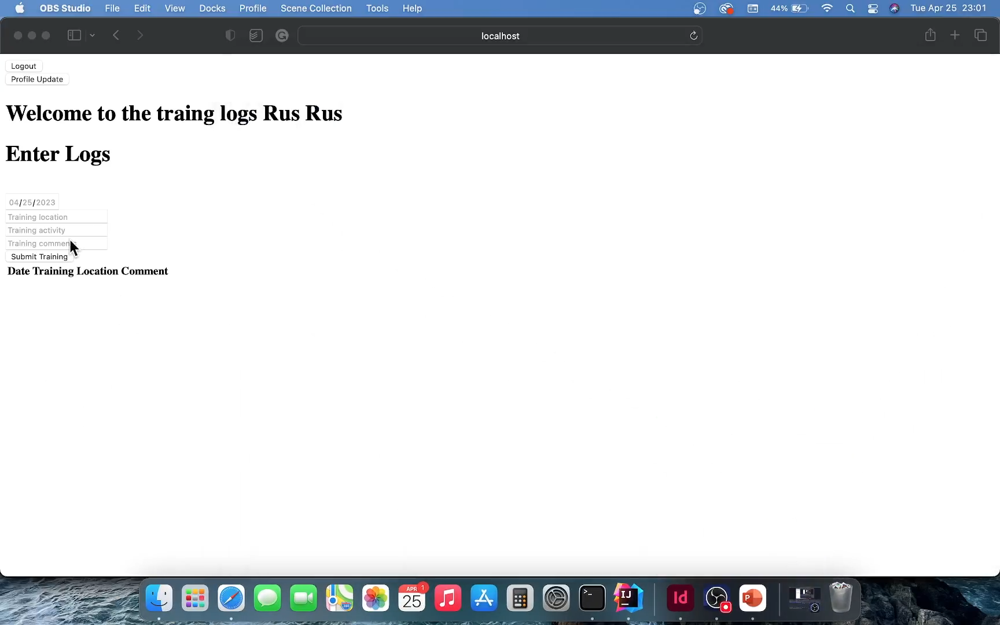 OBS Studio File Edit View Docks Profile Scene Collection Tools Help 44% Tue Apr 25 23:01
localhost
Logout
Profile Update
Welcome to the traing logs Rus Rus
Enter Logs
04/25/2023
Training location
Training activity
Training comment
Submit Training
Date Training Location Comment
APR 1
25
280
>_
IJ
Id
P